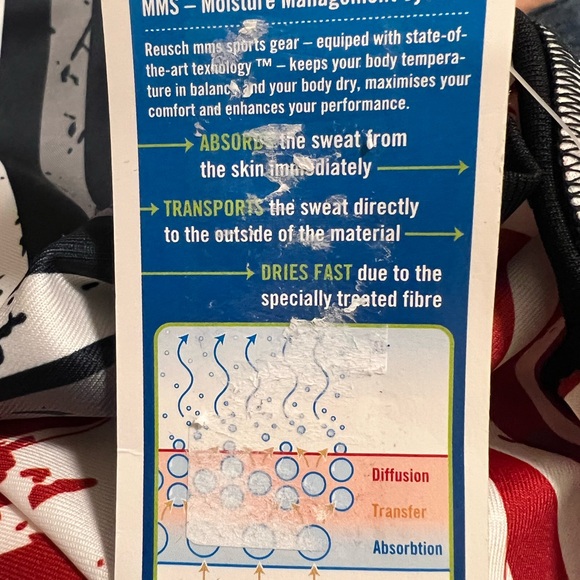 MMS – Moisture Management
Reusch mms sports gear – equiped with state-of-
the-art texnology ™ – keeps your body tempera-
ture in balance and your body dry, maximises your
comfort and enhances your performance.
ABSORBS the sweat from
the skin immediately
TRANSPORTS the sweat directly
to the outside of the material
DRIES FAST due to the
specially treated fibre
Diffusion
Transfer
Absorbtion